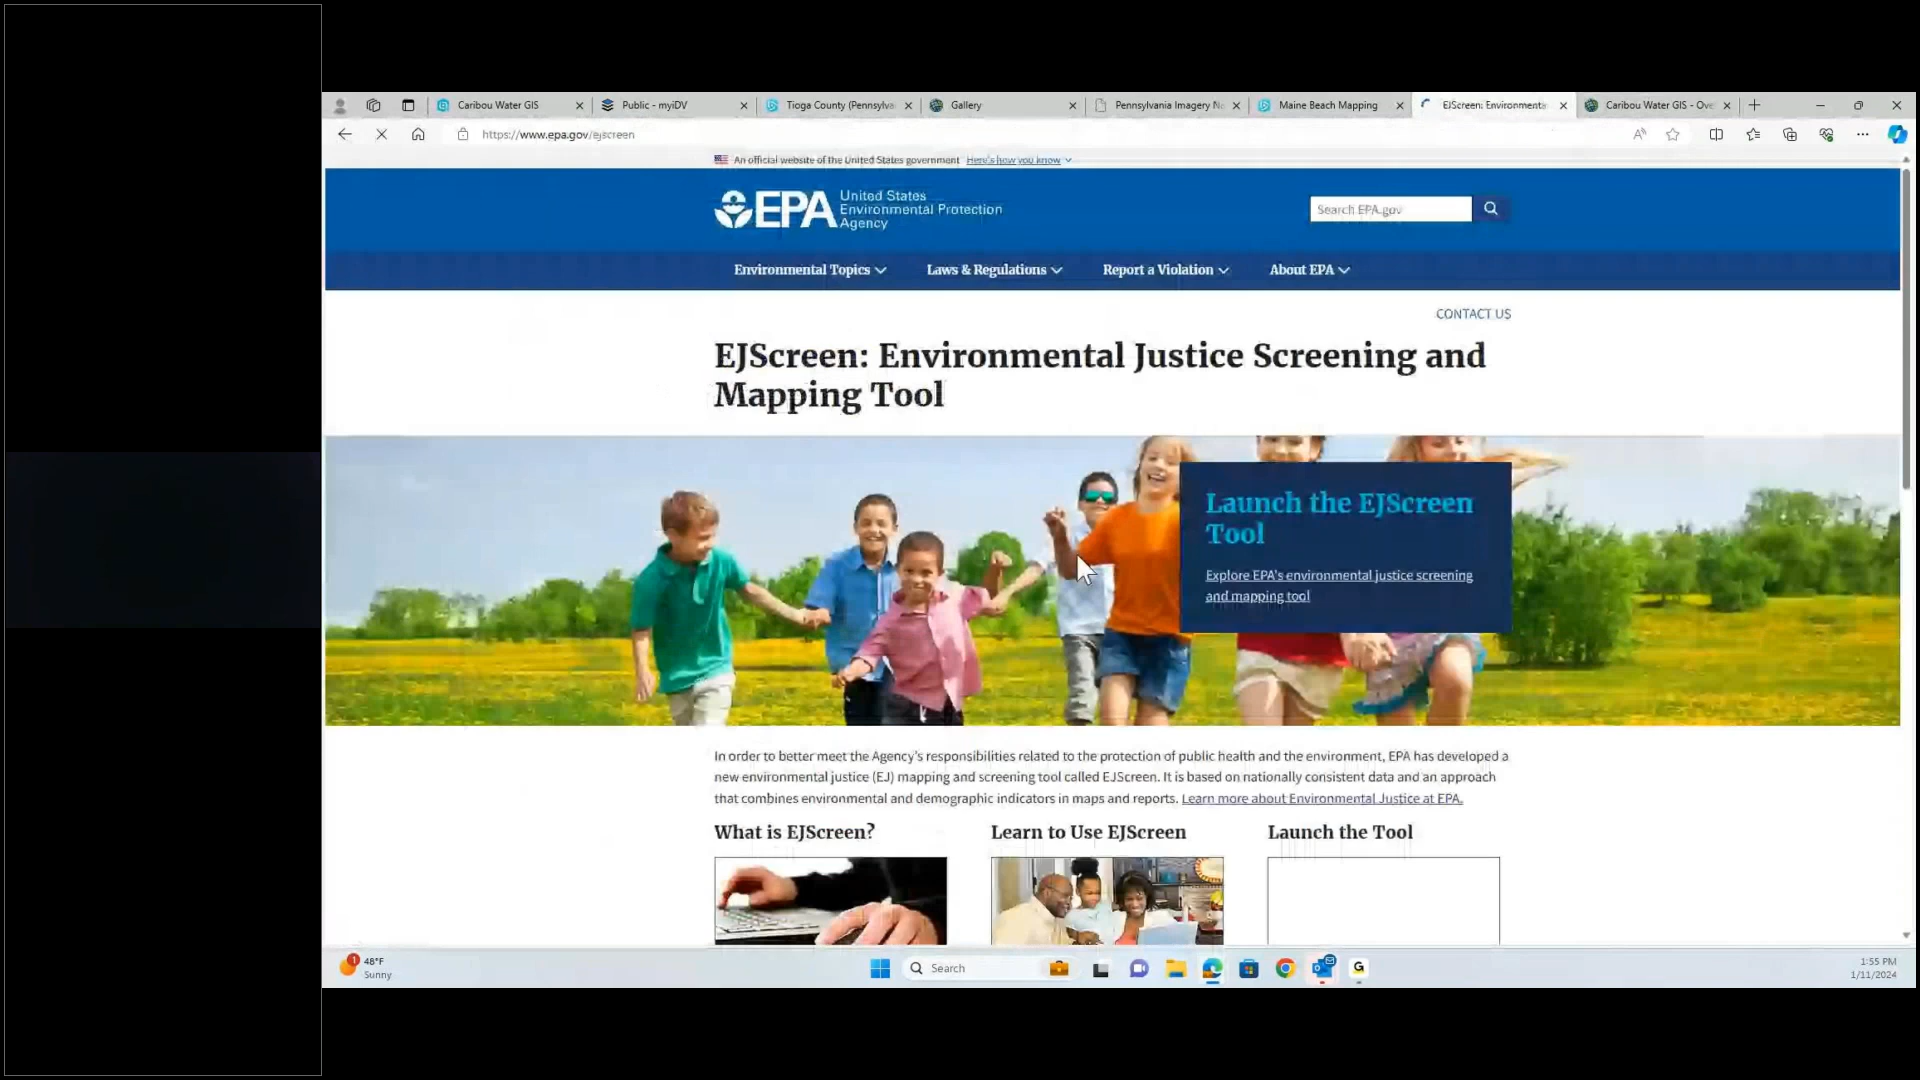 Caribou Water GIS
Public - myiDV
Tioga County (Pennsylva
Gallery
Pennsylvania Imagery No
Maine Beach Mapping
EJScreen: Environmenta
Caribou Water GIS - Ove
https://www.epa.gov/ejscreen
An official website of the United States government Here's how you know
EPA
United States
Environmental Protection
Agency
Search EPA.gov
Environmental Topics
Laws & Regulations
Report a Violation
About EPA
CONTACT US
EJScreen: Environmental Justice Screening and
Mapping Tool
Launch the EJScreen
Tool
Explore EPA's environmental justice screening
and mapping tool
In order to better meet the Agency's responsibilities related to the protection of public health and the environment, EPA has developed a
new environmental justice (EJ) mapping and screening tool called EJScreen. It is based on nationally consistent data and an approach
that combines environmental and demographic indicators in maps and reports. Learn more about Environmental Justice at EPA.
What is EJScreen?
Learn to Use EJScreen
Launch the Tool
1
48°F
Sunny
Search
G
1:55 PM
1/11/2024